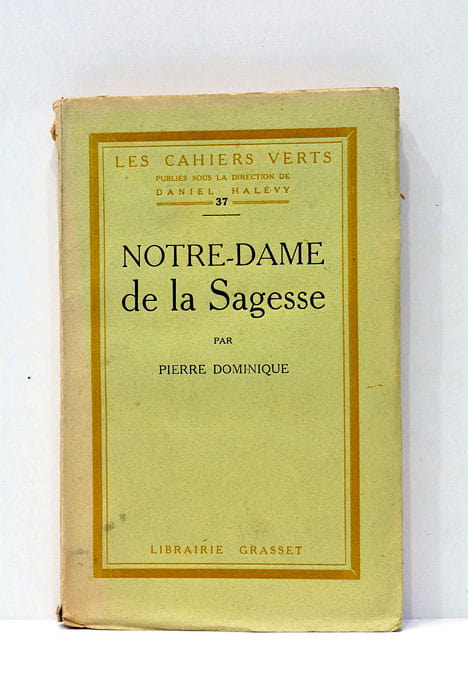 LES CAHIERS VERTS
PUBLIÉS SOUS LA DIRECTION DE
DANIEL HALÉVY
37
NOTRE-DAME
de la Sagesse
PAR
PIERRE DOMINIQUE
LIBRAIRIE GRASSET